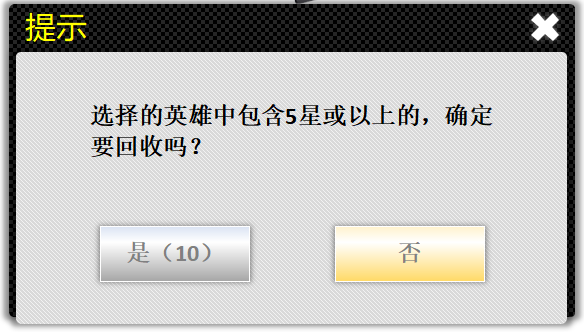 提示
选择的英雄中包含5星或以上的，确定
要回收吗？
是（10）
否